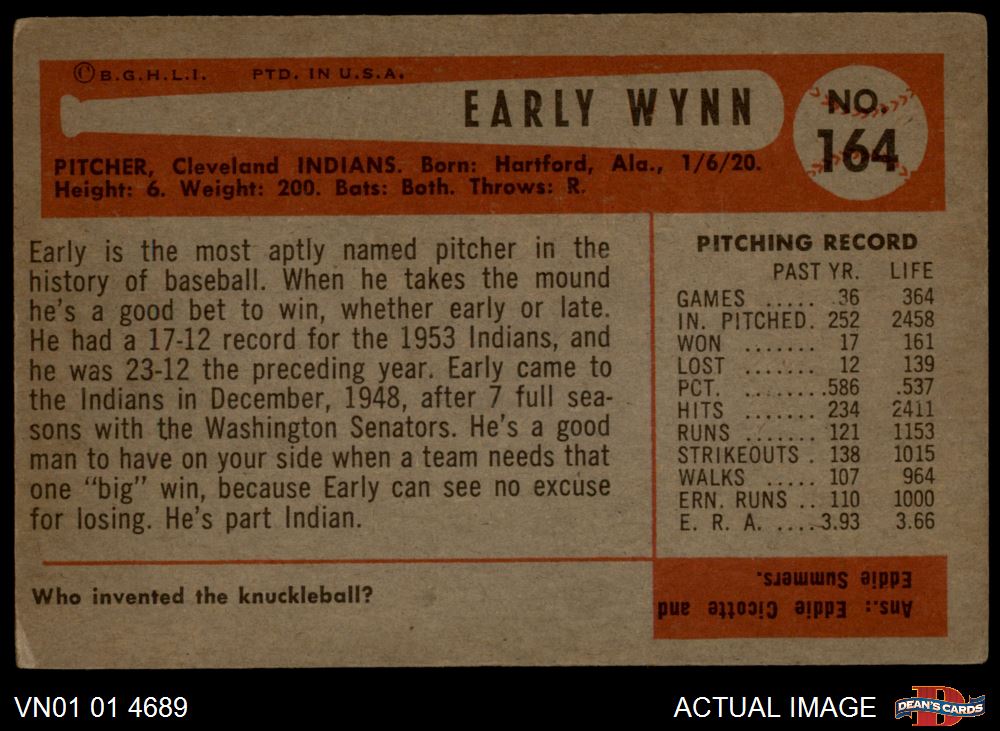 ©B.G.H.L.I. PTD. IN U.S.A.
EARLY WYNN
NO.
164
PITCHER, Cleveland INDIANS. Born: Hartford, Ala., 1/6/20.
Height: 6. Weight: 200. Bats: Both. Throws: R.
Early is the most aptly named pitcher in the
history of baseball. When he takes the mound
he's a good bet to win, whether early or late.
He had a 17-12 record for the 1953 Indians, and
he was 23-12 the preceding year. Early came to
the Indians in December, 1948, after 7 full sea-
sons with the Washington Senators. He's a good
man to have on your side when a team needs that
one "big" win, because Early can see no excuse
for losing. He's part Indian.
PITCHING RECORD
PAST YR. LIFE
GAMES ..... 36 364
IN. PITCHED. 252 2458
WON ....... 17 161
LOST ....... 12 139
PCT. .........586 .537
HITS ....... 234 2411
RUNS ....... 121 1153
STRIKEOUTS . 138 1015
WALKS ...... 107 964
ERN. RUNS .. 110 1000
E. R. A. ....3.93 3.66
Who invented the knuckleball?
Ans.: Eddie Cicotte and
Eddie Summers.
VN01 01 4689
ACTUAL IMAGE
DEAN'S CARDS